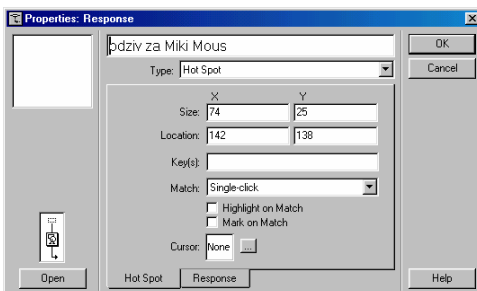 Properties: Response
odziv za Miki Mous
OK
Type: Hot Spot
Cancel
X Y
Size: 74 25
Location: 142 138
Key(s):
Match: Single-click
Highlight on Match
Mark on Match
Cursor: None ...
Open
Hot Spot Response
Help